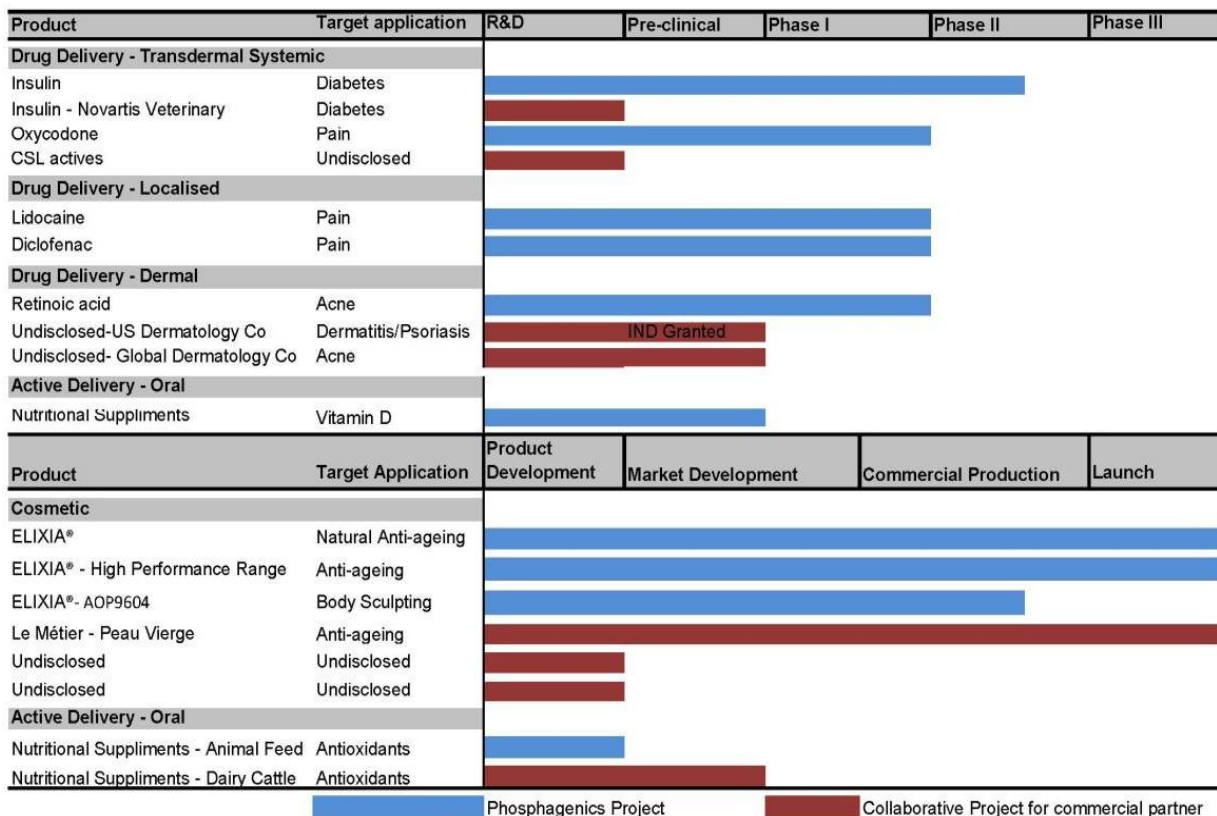 Product Target application R&D Pre-clinical Phase I Phase II Phase III
Drug Delivery - Transdermal Systemic
Insulin Diabetes
Insulin - Novartis Veterinary Diabetes
Oxycodone Pain
CSL actives Undisclosed
Drug Delivery - Localised
Lidocaine Pain
Diclofenac Pain
Drug Delivery - Dermal
Retinoic acid Acne
Undisclosed-US Dermatology Co Dermatitis/Psoriasis IND Granted
Undisclosed- Global Dermatology Co Acne
Active Delivery - Oral
Nutritional Suppliments Vitamin D
Product Target Application Product Development Market Development Commercial Production Launch
Cosmetic
ELIXIA® Natural Anti-ageing
ELIXIA® - High Performance Range Anti-ageing
ELIXIA®- AOP9604 Body Sculpting
Le Métier - Peau Vierge Anti-ageing
Undisclosed Undisclosed
Undisclosed Undisclosed
Active Delivery - Oral
Nutritional Suppliments - Animal Feed Antioxidants
Nutritional Suppliments - Dairy Cattle Antioxidants
Phosphagenics Project Collaborative Project for commercial partner